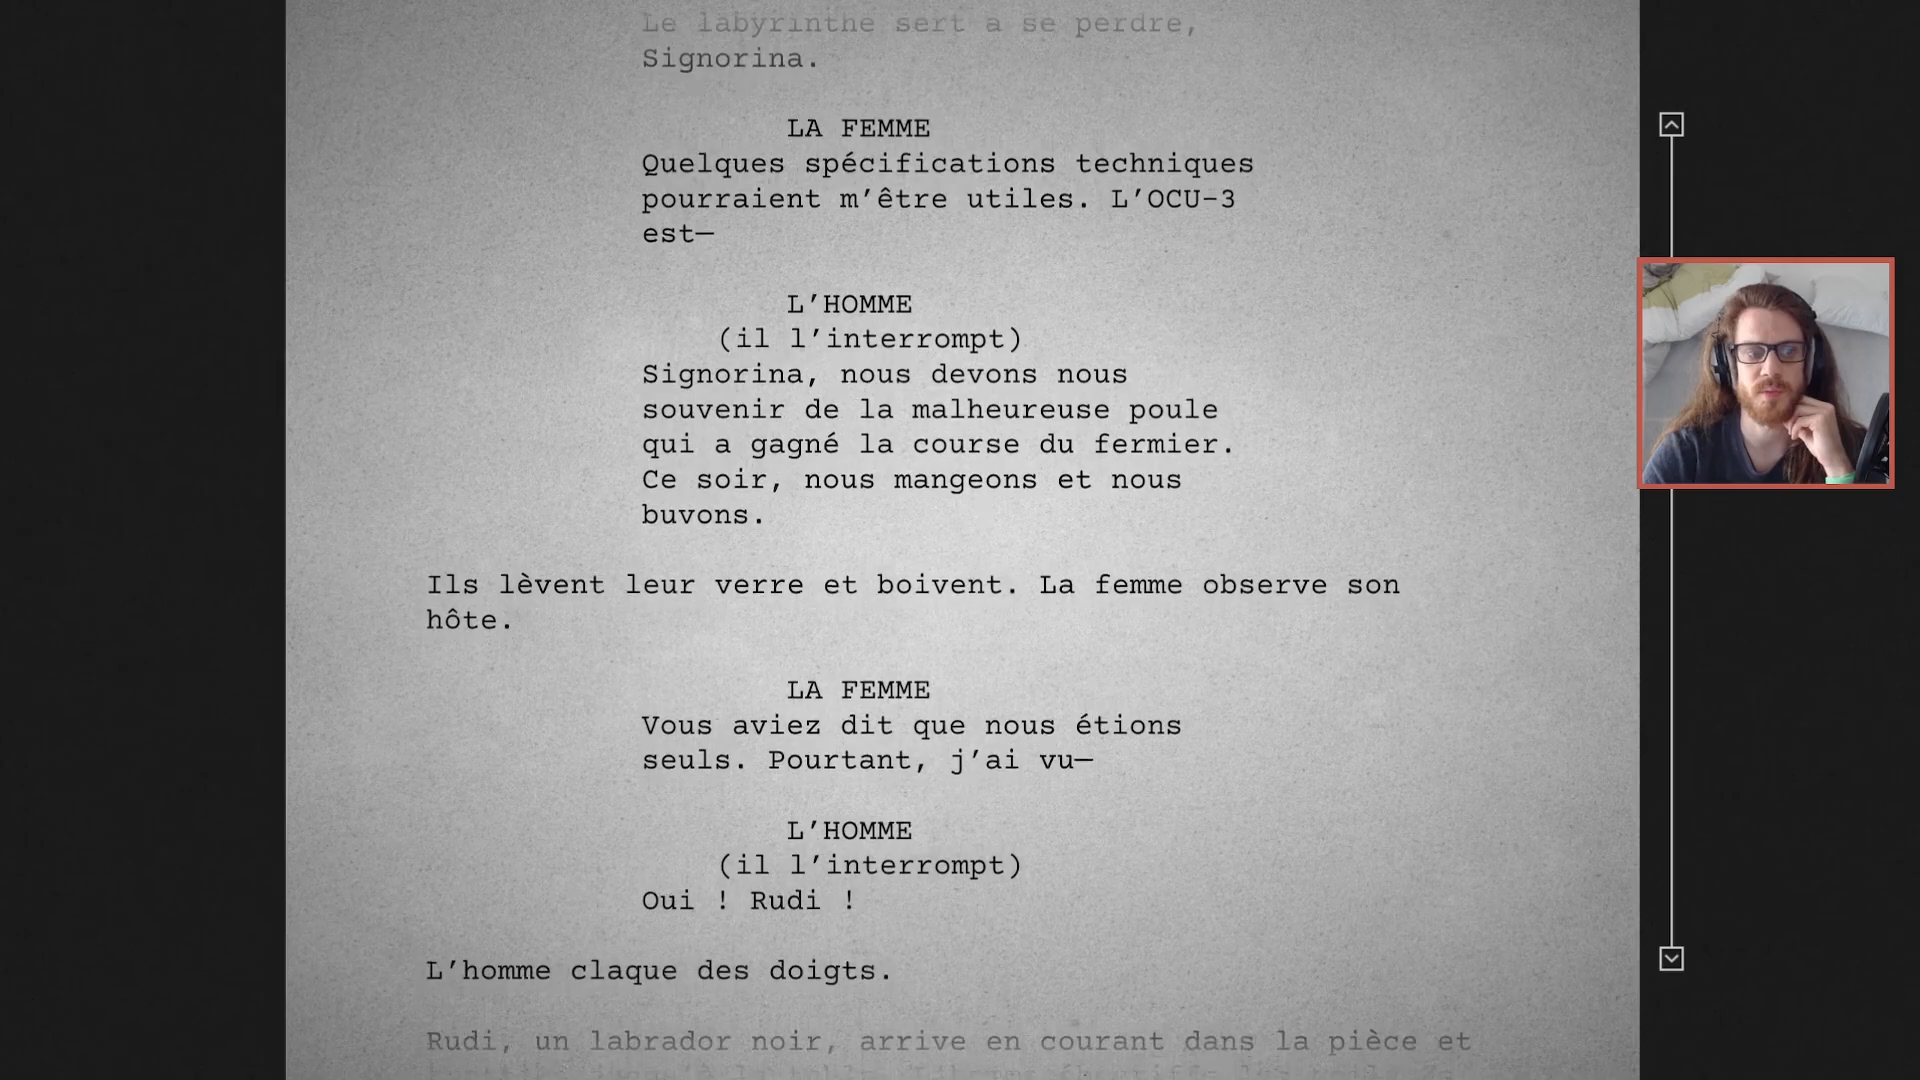 Le labyrinthe sert à se perdre,
Signorina.
LA FEMME
Quelques spécifications techniques
pourraient m’être utiles. L’OCU-3
est—
L’HOMME
(il l’interrompt)
Signorina, nous devons nous
souvenir de la malheureuse poule
qui a gagné la course du fermier.
Ce soir, nous mangeons et nous
buvons.
Ils lèvent leur verre et boivent. La femme observe son
hôte.
LA FEMME
Vous aviez dit que nous étions
seuls. Pourtant, j’ai vu—
L’HOMME
(il l’interrompt)
Oui ! Rudi !
L’homme claque des doigts.
Rudi, un labrador noir, arrive en courant dans la pièce et